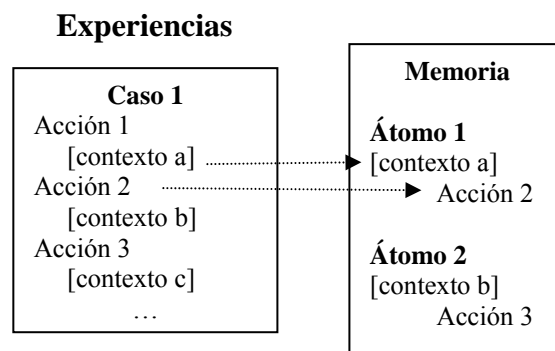 Experiencias
Caso 1
Acción 1
[contexto a]
Acción 2
[contexto b]
Acción 3
[contexto c]
…
Memoria
Átomo 1
[contexto a]
Acción 2
Átomo 2
[contexto b]
Acción 3